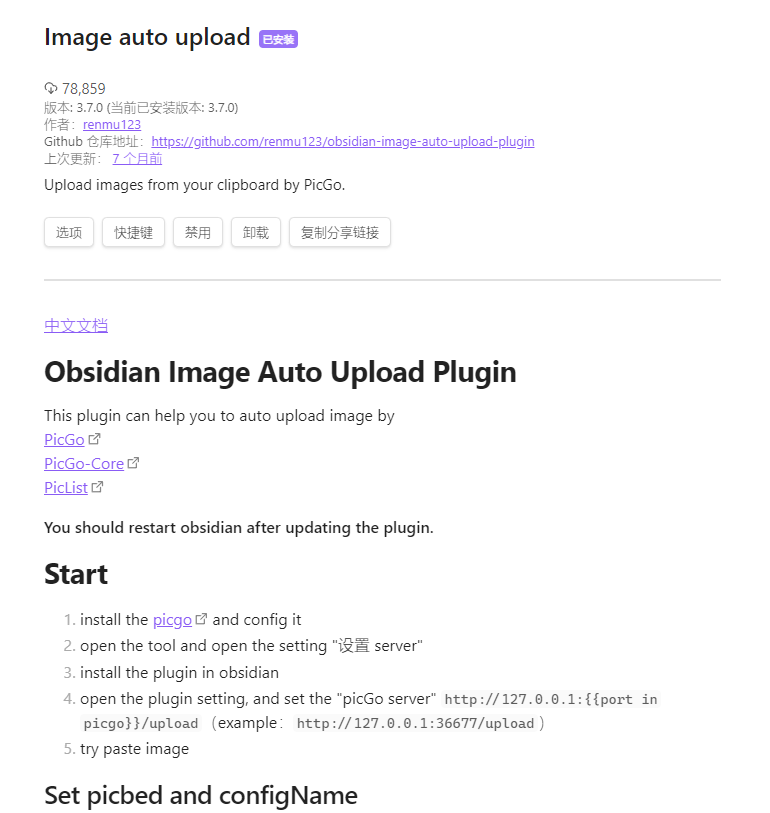 Image auto upload 已安装
78,859
版本: 3.7.0 (当前已安装版本: 3.7.0)
作者：renmu123
Github 仓库地址：https://github.com/renmu123/obsidian-image-auto-upload-plugin
上次更新： 7 个月前
Upload images from your clipboard by PicGo.
选项 快捷键 禁用 卸载 复制分享链接
中文文档
Obsidian Image Auto Upload Plugin
This plugin can help you to auto upload image by
PicGo
PicGo-Core
PicList
You should restart obsidian after updating the plugin.
Start
1. install the picgo and config it
2. open the tool and open the setting "设置 server"
3. install the plugin in obsidian
4. open the plugin setting, and set the "picGo server" http://127.0.0.1:{{port in
picgo}}/upload （example： http://127.0.0.1:36677/upload ）
5. try paste image
Set picbed and configName